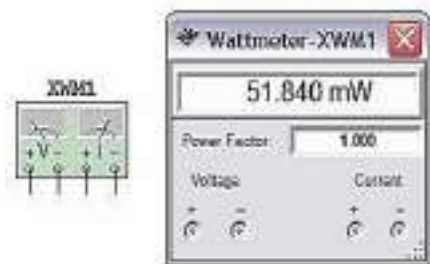 Wattmeter-XWM1
XWM1
51.840 mW
Power Factor 1.000
+ V - + I -
Voltage Current
+ - + -